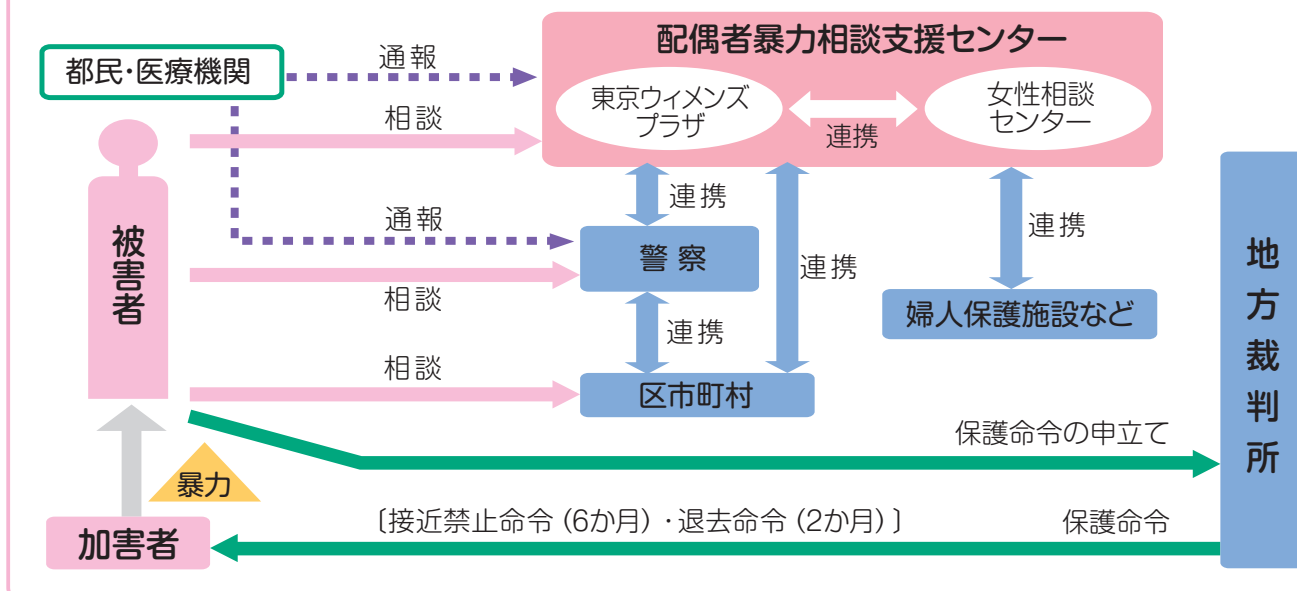 配偶者暴力相談支援センター
都民・医療機関
通報
東京ウィメンズ
プラザ
連携
女性相談
センター
相談
被害者
通報
連携
警察
相談
連携
連携
連携
婦人保護施設など
相談
区市町村
地方裁判所
保護命令の申立て
暴力
〔接近禁止命令(6か月)・退去命令(2か月)〕
保護命令
加害者